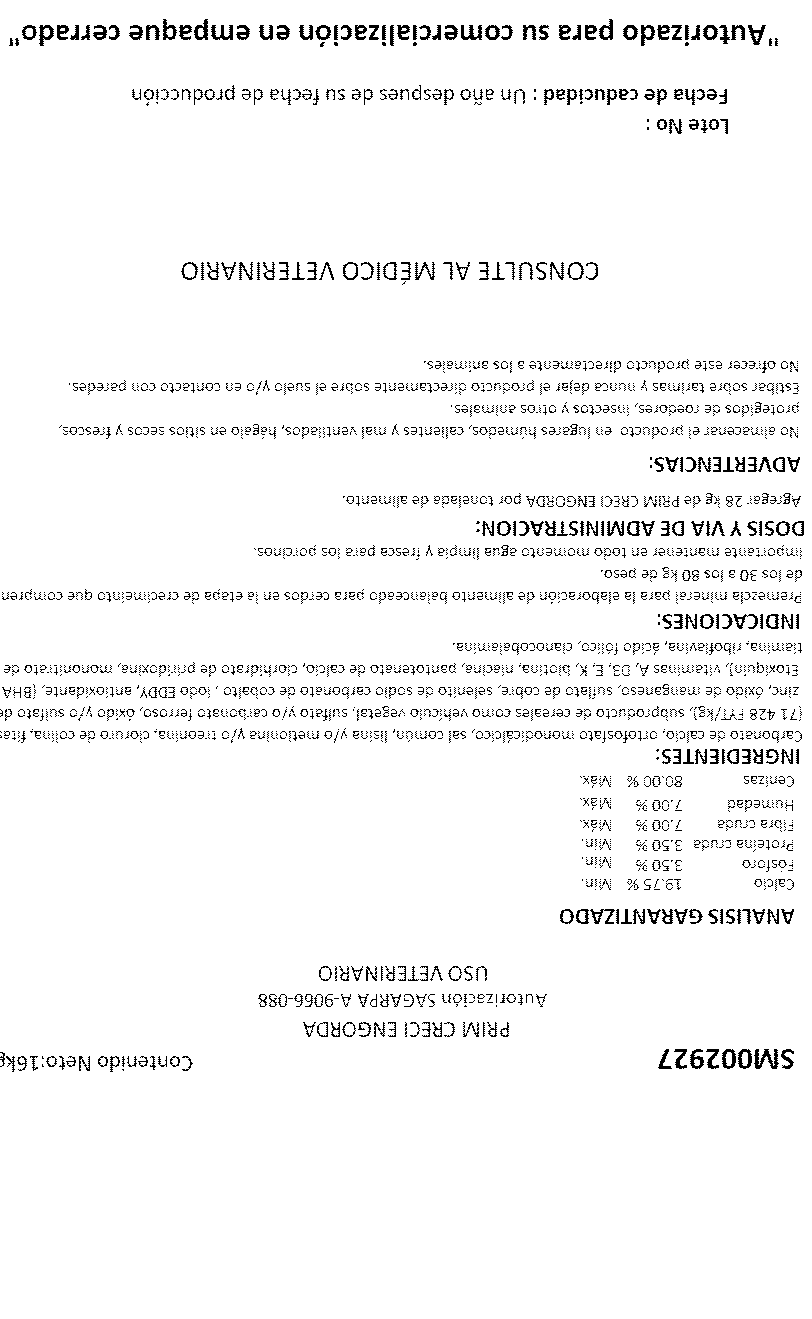 SM002927
Contenido Neto:16kg
PRIM CRECI ENGORDA
Autorización SAGARPA A-9066-088
USO VETERINARIO
ANALISIS GARANTIZADO
Calcio 19.75 % Min.
Fósforo 3.50 % Min.
Proteína cruda 3.50 % Min.
Fibra cruda 7.00 % Máx.
Humedad 7.00 % Máx.
Cenizas 80.00 % Máx.
INGREDIENTES:
Carbonato de calcio, ortofosfato monodicálcico, sal común, lisina y/o metionina y/o treonina, cloruro de colina, fitas
(71 428 FYT/kg), subproducto de cereales como vehículo vegetal, sulfato y/o carbonato ferroso, óxido y/o sulfato de
zinc, óxido de manganeso, sulfato de cobre, selenito de sodio carbonato de cobalto , iodo EDDY, antioxidante, (BHA
Etoxiquin), vitaminas A, D3, E, K, biotina, niacina, pantotenato de calcio, clorhidrato de piridoxina, mononitrato de
tiamina, riboflavina, ácido fólico, cianocobalamina.
INDICACIONES:
Premezcla mineral para la elaboración de alimento balanceado para cerdos en la etapa de crecimeinto que compren
de los 30 a los 80 kg de peso.
Importante mantener en todo momento agua limpia y fresca para los porcinos.
DOSIS Y VIA DE ADMINISTRACION:
Agregar 28 kg de PRIM CRECI ENGORDA por tonelada de alimento.
ADVERTENCIAS:
No almacenar el producto en lugares húmedos, calientes y mal ventilados, hágalo en sitios secos y frescos,
protegidos de roedores, insectos y otros animales.
Estibar sobre tarimas y nunca dejar el producto directamente sobre el suelo y/o en contacto con paredes.
No ofrecer este producto directamente a los animales.
CONSULTE AL MÉDICO VETERINARIO
Lote No :
Fecha de caducidad : Un año despues de su fecha de produccción
"Autorizado para su comercialización en empaque cerrado"